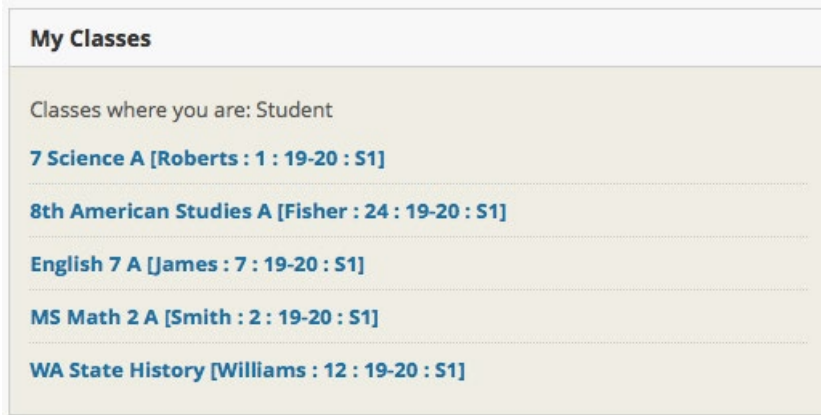 My Classes
Classes where you are: Student
7 Science A [Roberts : 1 : 19-20 : S1]
8th American Studies A [Fisher : 24 : 19-20 : S1]
English 7 A [James : 7 : 19-20 : S1]
MS Math 2 A [Smith : 2 : 19-20 : S1]
WA State History [Williams : 12 : 19-20 : S1]